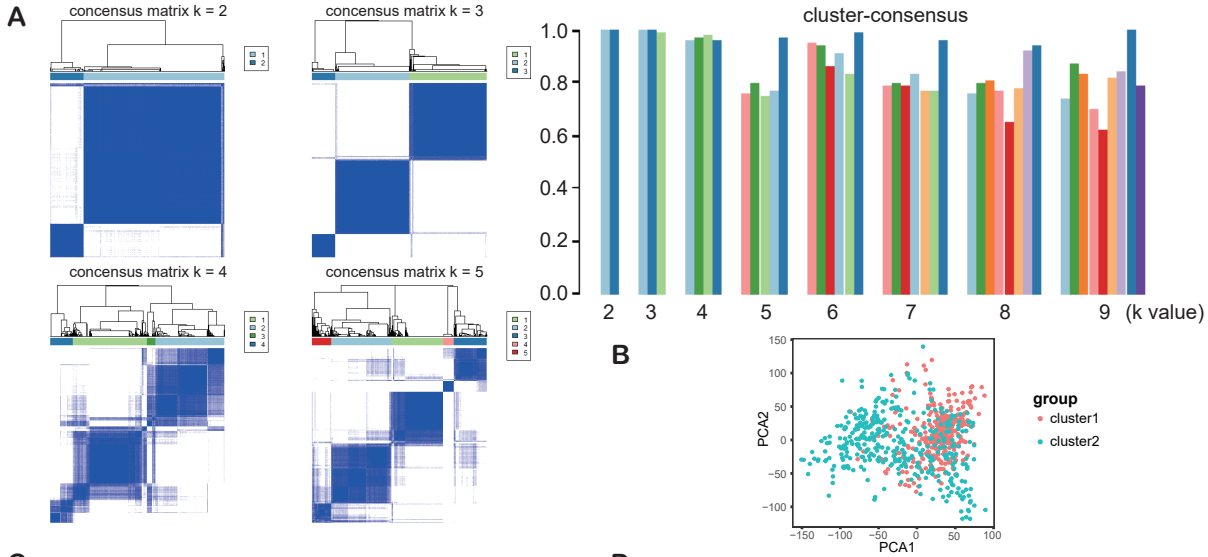 A
concensus matrix k = 2
1
2
concensus matrix k = 3
1
2
3
concensus matrix k = 4
1
2
3
4
concensus matrix k = 5
1
2
3
4
5
cluster-consensus
1.0
0.8
0.6
0.4
0.2
0.0
2 3 4 5 6 7 8 9 (k value)
B
150
100
50
0
−50
−100
PCA2
−150 −100 −50 0 50 100
PCA1
group
cluster1
cluster2